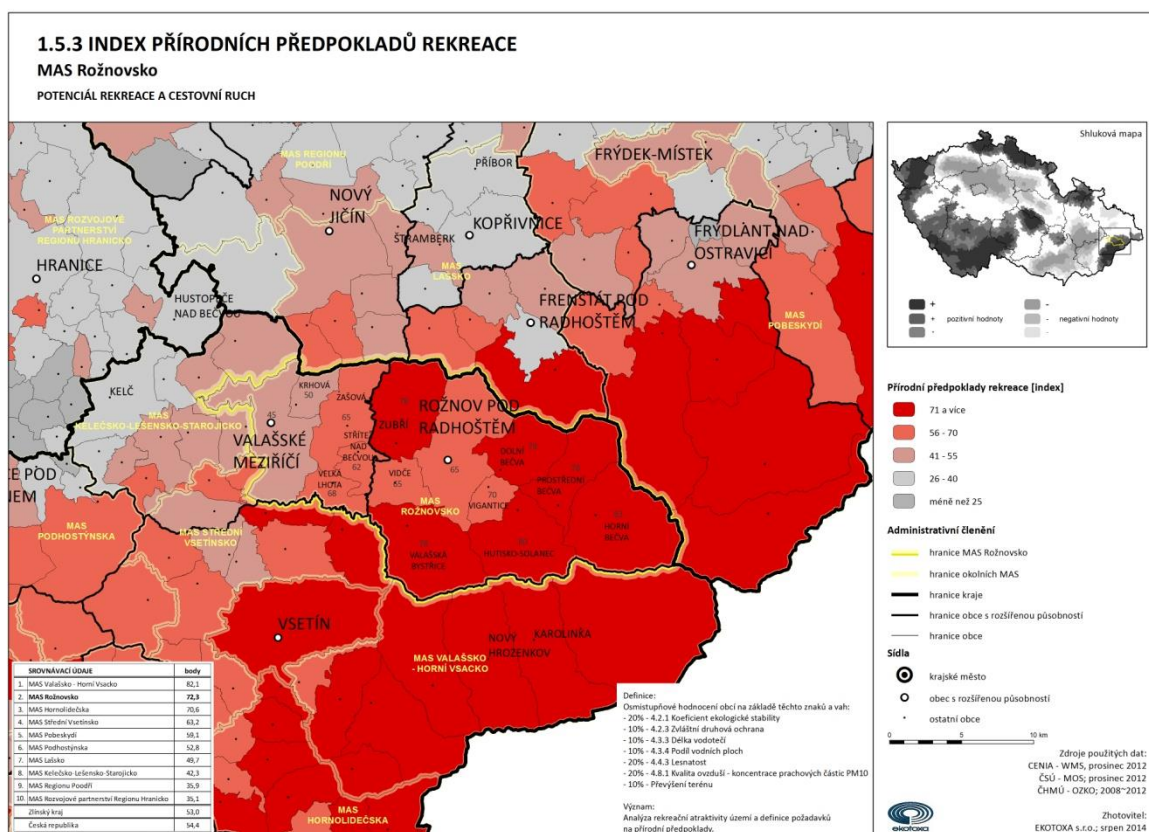 1.5.3 INDEX PŘÍRODNÍCH PŘEDPOKLADŮ REKREACE
MAS Rožnovsko
POTENCIÁL REKREACE A CESTOVNÍ RUCH
MAS REGIONU
POODŘÍ
PŘÍBOR
FRÝDEK-MÍSTEK
NOVÝ
JIČÍN
KOPŘIVNICE
MAS ROZVOJOVÉ
PARTNERSTVÍ
REGIONU HRANICKO
HRANICE
ŠTRAMBERK
MAS
LAŠSKO
FRÝDLANT NAD
OSTRAVICÍ
HUSTOPEČE
NAD BEČVOU
FRENŠTÁT POD
RADHOŠTĚM
MAS
POBESKYDÍ
KELČ
MAS
KELEČSKO-LEŠENSKO-STAROJICKO
KRHOVÁ
50
ZAŠOVÁ
65
ZUBŘÍ
ROŽNOV POD
RADHOŠTĚM
65
45
VALAŠSKÉ
MEZIŘÍČÍ
STŘÍTEŽ
NAD
BEČVOU
62
VELKÁ
LHOTA
68
VIDČE
65
DOLNÍ
BEČVA
PROSTŘEDNÍ
BEČVA
70
VIGANTICE
MAS
ROŽNOVSKO
HORNÍ
BEČVA
VALAŠSKÁ
BYSTŘICE
HUTISKO-SOLANEC
CE POD
NEM
MAS
PODHOSTÝNSKA
MAS STŘEDNÍ
VSETÍNSKO
VSETÍN
NOVÝ
HROZENKOV
KAROLINKA
MAS VALAŠSKO
- HORNÍ VSACKO
MAS
HORNOLIDEČSKA
SROVNÁVACÍ ÚDAJE body
1. MAS Valašsko - Horní Vsacko 82,1
2. MAS Rožnovsko 72,3
3. MAS Hornolidečska 70,6
4. MAS Střední Vsetínsko 63,2
5. MAS Pobeskydí 59,1
6. MAS Podhostýnska 52,8
7. MAS Lašsko 49,7
8. MAS Kelečsko-Lešensko-Starojicko 42,3
9. MAS Regionu Poodří 35,9
10. MAS Rozvojové partnerství Regionu Hranicko 35,1
Zlínský kraj 53,0
Česká republika 54,4
Definice:
Osmistupňové hodnocení obcí na základě těchto znaků a vah:
- 20% - 4.2.1 Koeficient ekologické stability
- 10% - 4.2.3 Zvláštní druhová ochrana
- 10% - 4.3.3 Délka vodotečí
- 10% - 4.3.4 Podíl vodních ploch
- 20% - 4.4.3 Lesnatost
- 20% - 4.8.1 Kvalita ovzduší - koncentrace prachových částic PM10
- 10% - Převýšení terénu
Význam:
Analýza rekreační atraktivity území a definice požadavků
na přírodní předpoklady.
Shluková mapa
+ -
+ pozitivní hodnoty - negativní hodnoty
- -
Přírodní předpoklady rekreace [index]
71 a více
56 - 70
41 - 55
26 - 40
méně než 25
Administrativní členění
hranice MAS Rožnovsko
hranice okolních MAS
hranice kraje
hranice obce s rozšířenou působností
hranice obce
Sídla
krajské město
obec s rozšířenou působností
ostatní obce
0 5 10 km
Zdroje použitých dat:
CENIA - WMS, prosinec 2012
ČSÚ - MOS; prosinec 2012
ČHMÚ - OZKO; 2008~2012
Zhotovitel:
EKOTOXA s.r.o.; srpen 2014
ekotoxa